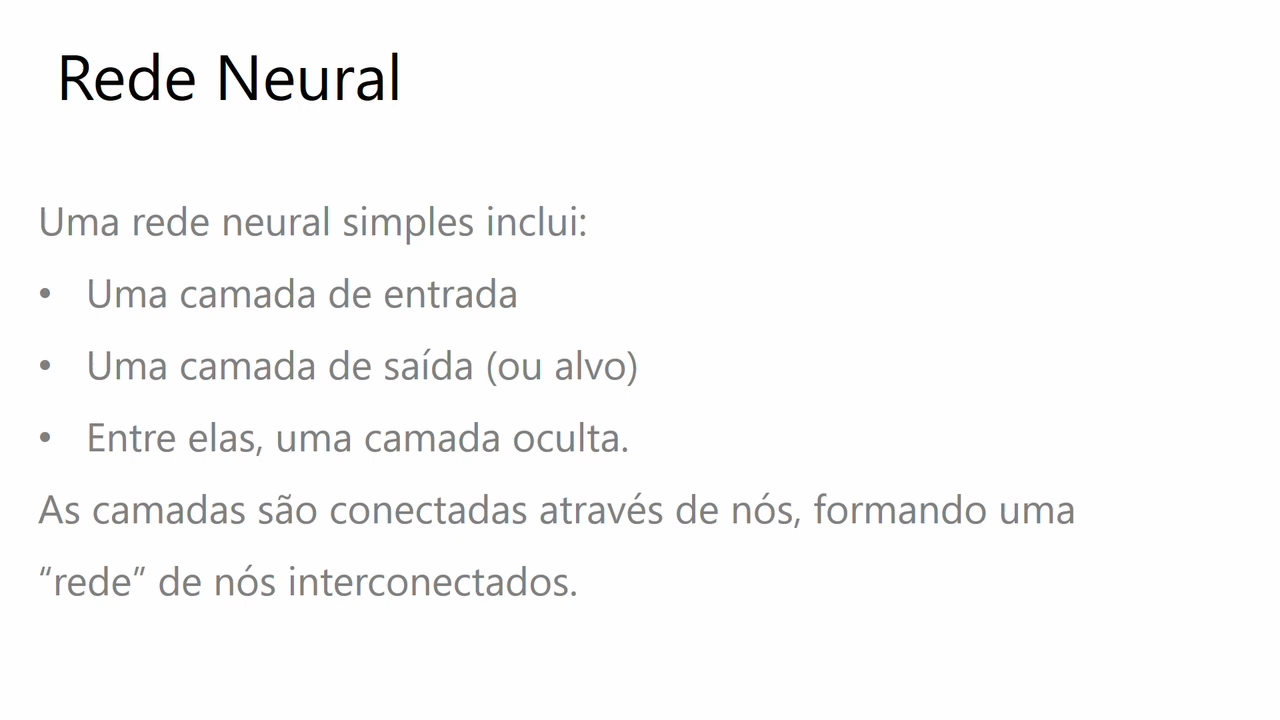 Rede Neural
Uma rede neural simples inclui:
• Uma camada de entrada
• Uma camada de saída (ou alvo)
• Entre elas, uma camada oculta.
As camadas são conectadas através de nós, formando uma
“rede” de nós interconectados.